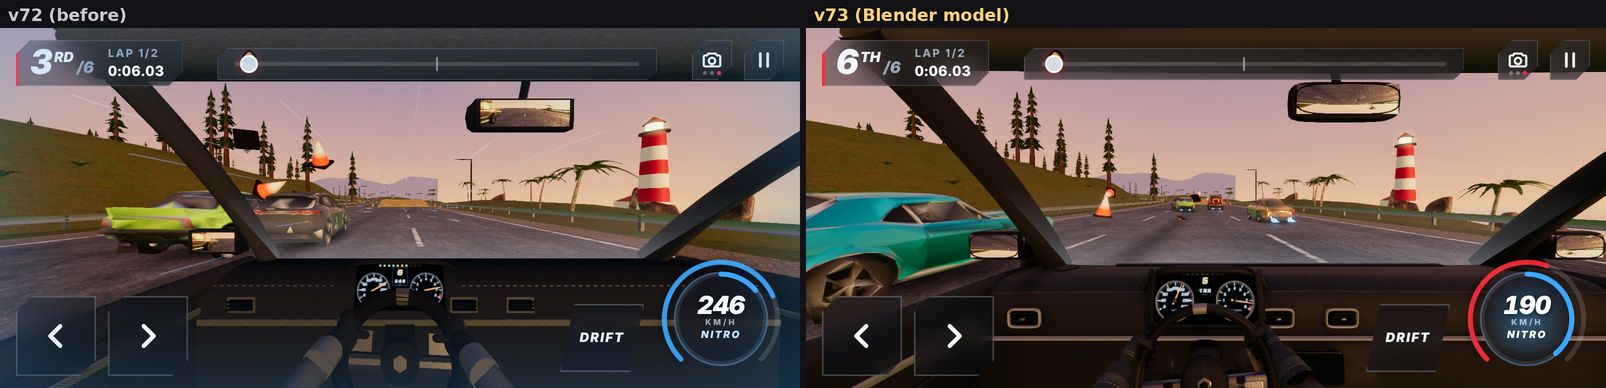 v72 (before)
v73 (Blender model)
3RD/6
LAP 1/2
0:06.03
246
KM/H
NITRO
DRIFT
6TH/6
LAP 1/2
0:06.03
190
KM/H
NITRO
DRIFT